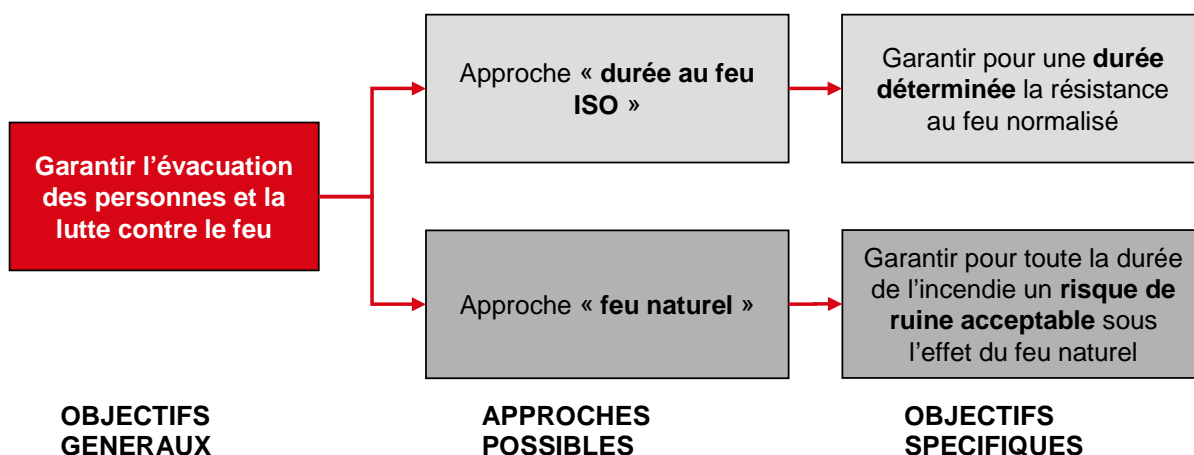 Garantir l'évacuation
des personnes et la
lutte contre le feu
Approche « durée au feu
ISO »
Garantir pour une durée
déterminée la résistance
au feu normalisé
Approche « feu naturel »
Garantir pour toute la durée
de l'incendie un risque de
ruine acceptable sous
l'effet du feu naturel
OBJECTIFS
GENERAUX
APPROCHES
POSSIBLES
OBJECTIFS
SPECIFIQUES